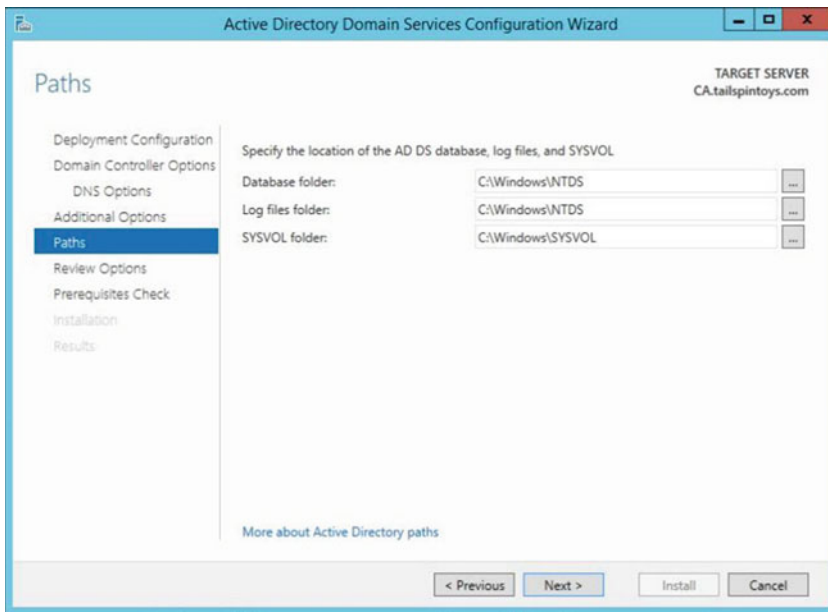 Active Directory Domain Services Configuration Wizard
Paths
TARGET SERVER
CA.tailspintoys.com
Deployment Configuration
Domain Controller Options
DNS Options
Additional Options
Paths
Review Options
Prerequisites Check
Installation
Results
Specify the location of the AD DS database, log files, and SYSVOL
Database folder: C:\Windows\NTDS ...
Log files folder: C:\Windows\NTDS ...
SYSVOL folder: C:\Windows\SYSVOL ...
More about Active Directory paths
< Previous Next > Install Cancel